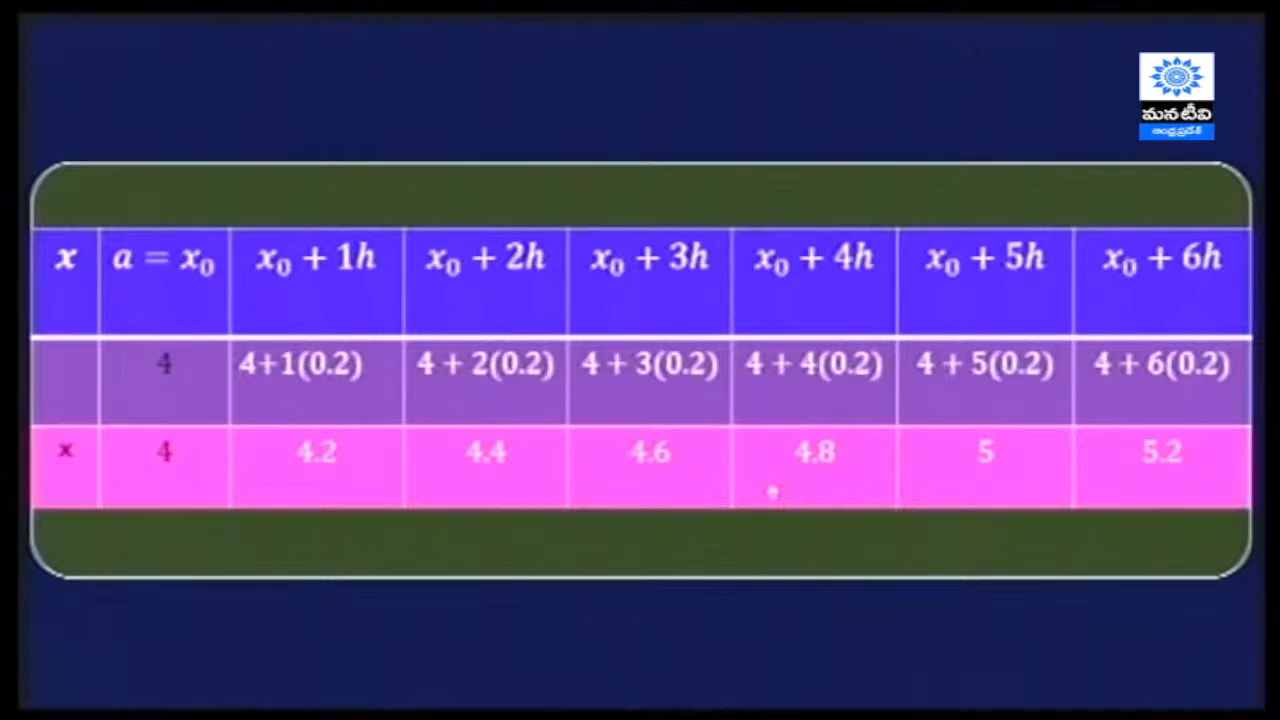 మనటీవి
ఆంధ్రప్రదేశ్
x a = x₀ x₀ + 1h x₀ + 2h x₀ + 3h x₀ + 4h x₀ + 5h x₀ + 6h
4 4+1(0.2) 4 + 2(0.2) 4 + 3(0.2) 4 + 4(0.2) 4 + 5(0.2) 4 + 6(0.2)
x 4 4.2 4.4 4.6 4.8 5 5.2